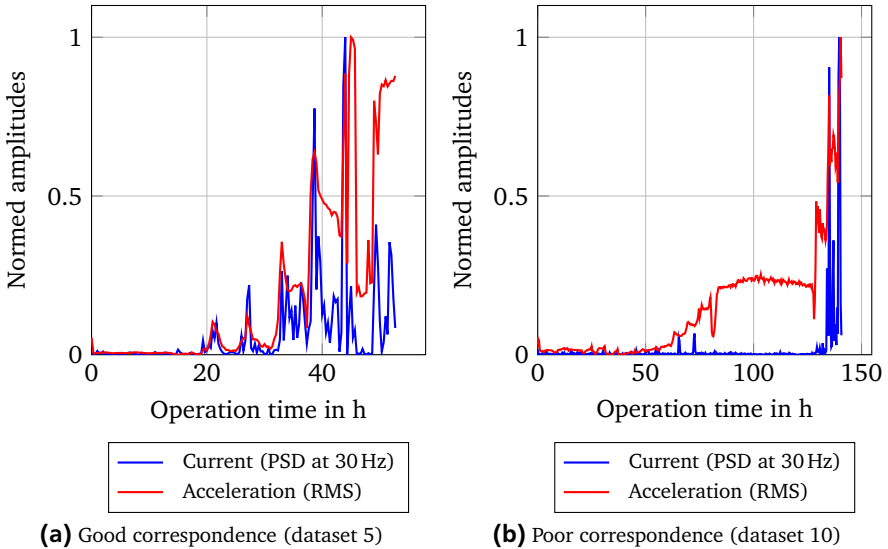 1
0.5
0
0 20 40
Normed amplitudes
Operation time in h
Current (PSD at 30 Hz)
Acceleration (RMS)
(a) Good correspondence (dataset 5)
1
0.5
0
0 50 100 150
Normed amplitudes
Operation time in h
Current (PSD at 30 Hz)
Acceleration (RMS)
(b) Poor correspondence (dataset 10)